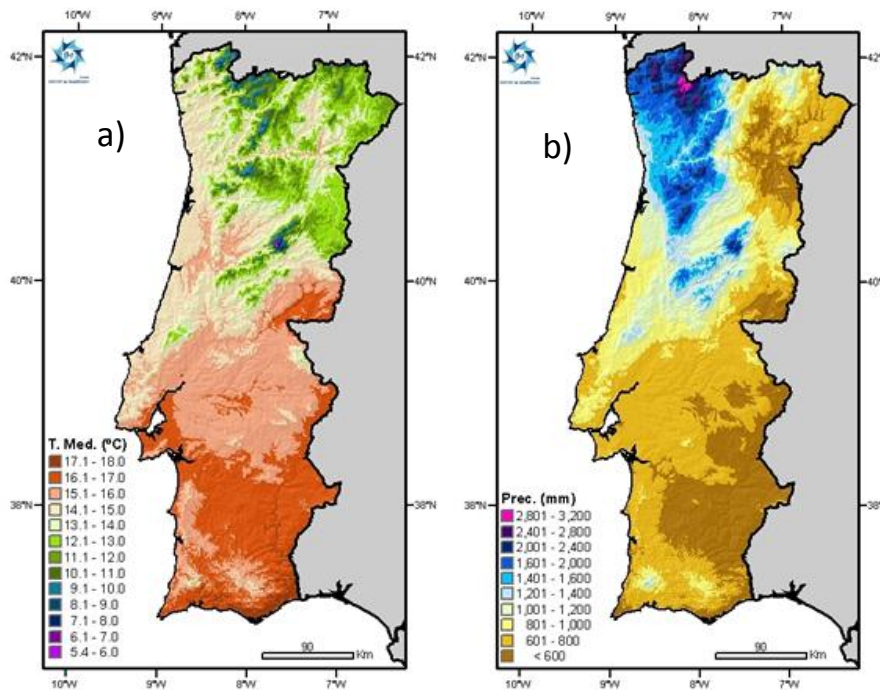 10°W 9°W 8°W 7°W
42°N 42°N
a)
40°N 40°N
T. Med. (ºC)
17.1 - 18.0
16.1 - 17.0
15.1 - 16.0
14.1 - 15.0
13.1 - 14.0
12.1 - 13.0
11.1 - 12.0
10.1 - 11.0
9.1 - 10.0
8.1 - 9.0
7.1 - 8.0
6.1 - 7.0
5.4 - 6.0
38°N
90
Km
10°W 9°W 8°W 7°W
10°W 9°W 8°W 7°W
42°N 42°N
b)
40°N 40°N
Prec. (mm)
2,801 - 3,200
2,401 - 2,800
2,001 - 2,400
1,601 - 2,000
1,401 - 1,600
1,201 - 1,400
1,001 - 1,200
801 - 1,000
601 - 800
< 600
38°N
90
Km
10°W 9°W 8°W 7°W